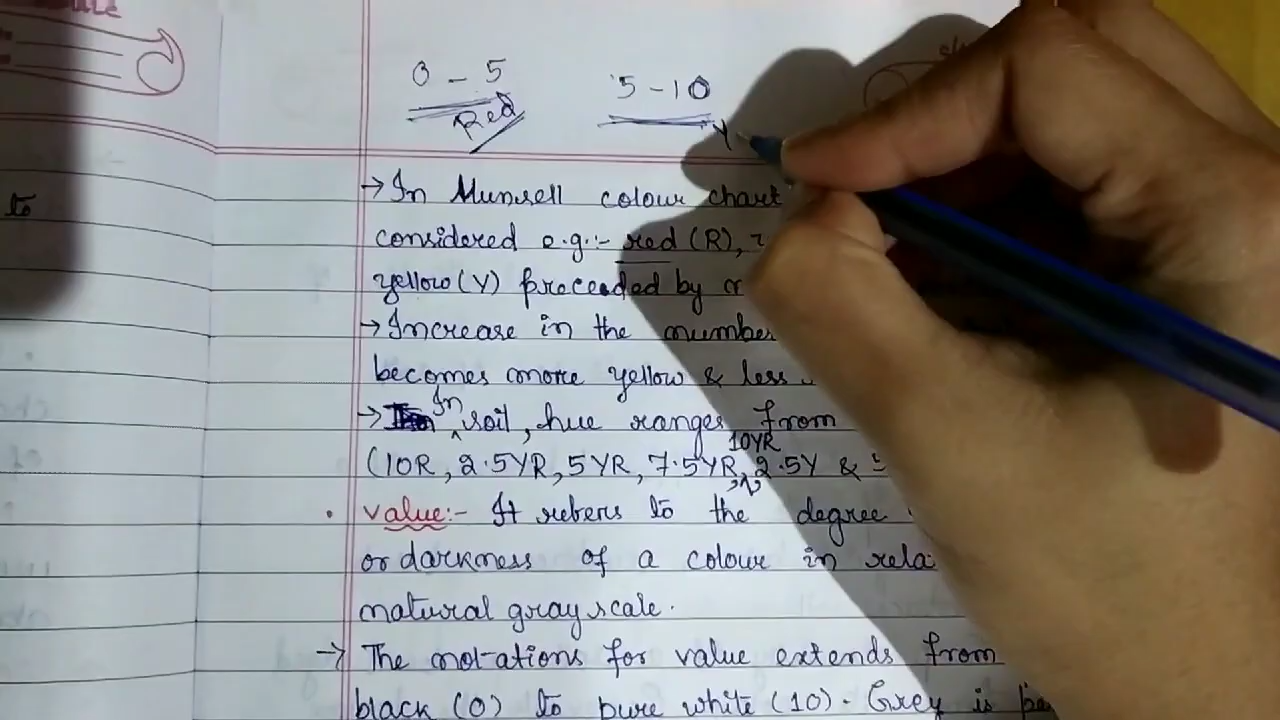 0 - 5
5 - 10
Red
Y
→ In Munsell colour chart
to
considered e.g:- red (R),
yellow (Y) preceeded by
→ Increase in the number
becomes more yellow & less
→ In soil, hue ranges from
10YR
(10R, 2.5YR, 5YR, 7.5YR, 2.5Y &
• value:- It refers to the degree
or darkness of a colour in
natural gray scale.
→ The notations for value extends from
black (0) to pure white (10). Grey is